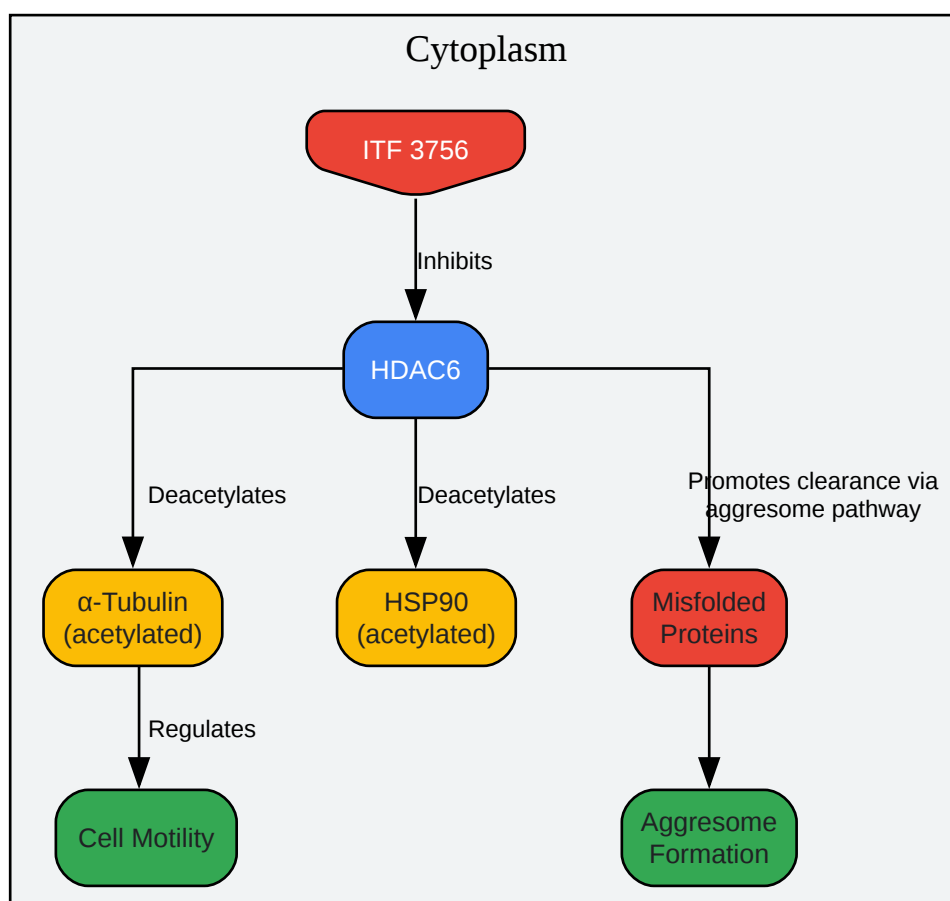 Cytoplasm
ITF 3756
Inhibits
HDAC6
Deacetylates
Deacetylates
Promotes clearance via
aggresome pathway
α-Tubulin
(acetylated)
HSP90
(acetylated)
Misfolded
Proteins
Regulates
Cell Motility
Aggresome
Formation